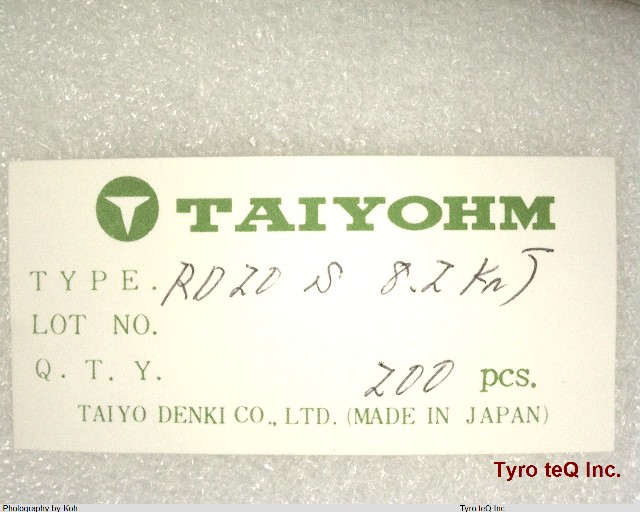 TAIYOHM
TYPE. RD20 S 8.2KΩJ
LOT NO.
Q.T.Y. 200 pcs.
TAIYO DENKI CO., LTD. (MADE IN JAPAN)
Tyro teQ Inc.
Photography by Koh Tyro teQ Inc